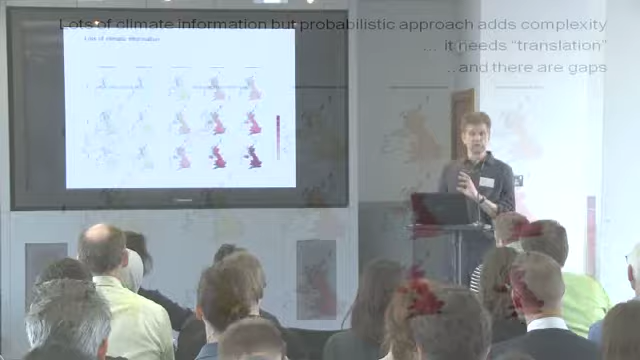 Lots of climate information but probabilistic approach adds complexity
... it needs “translation”
...and there are gaps
Lots of climate information